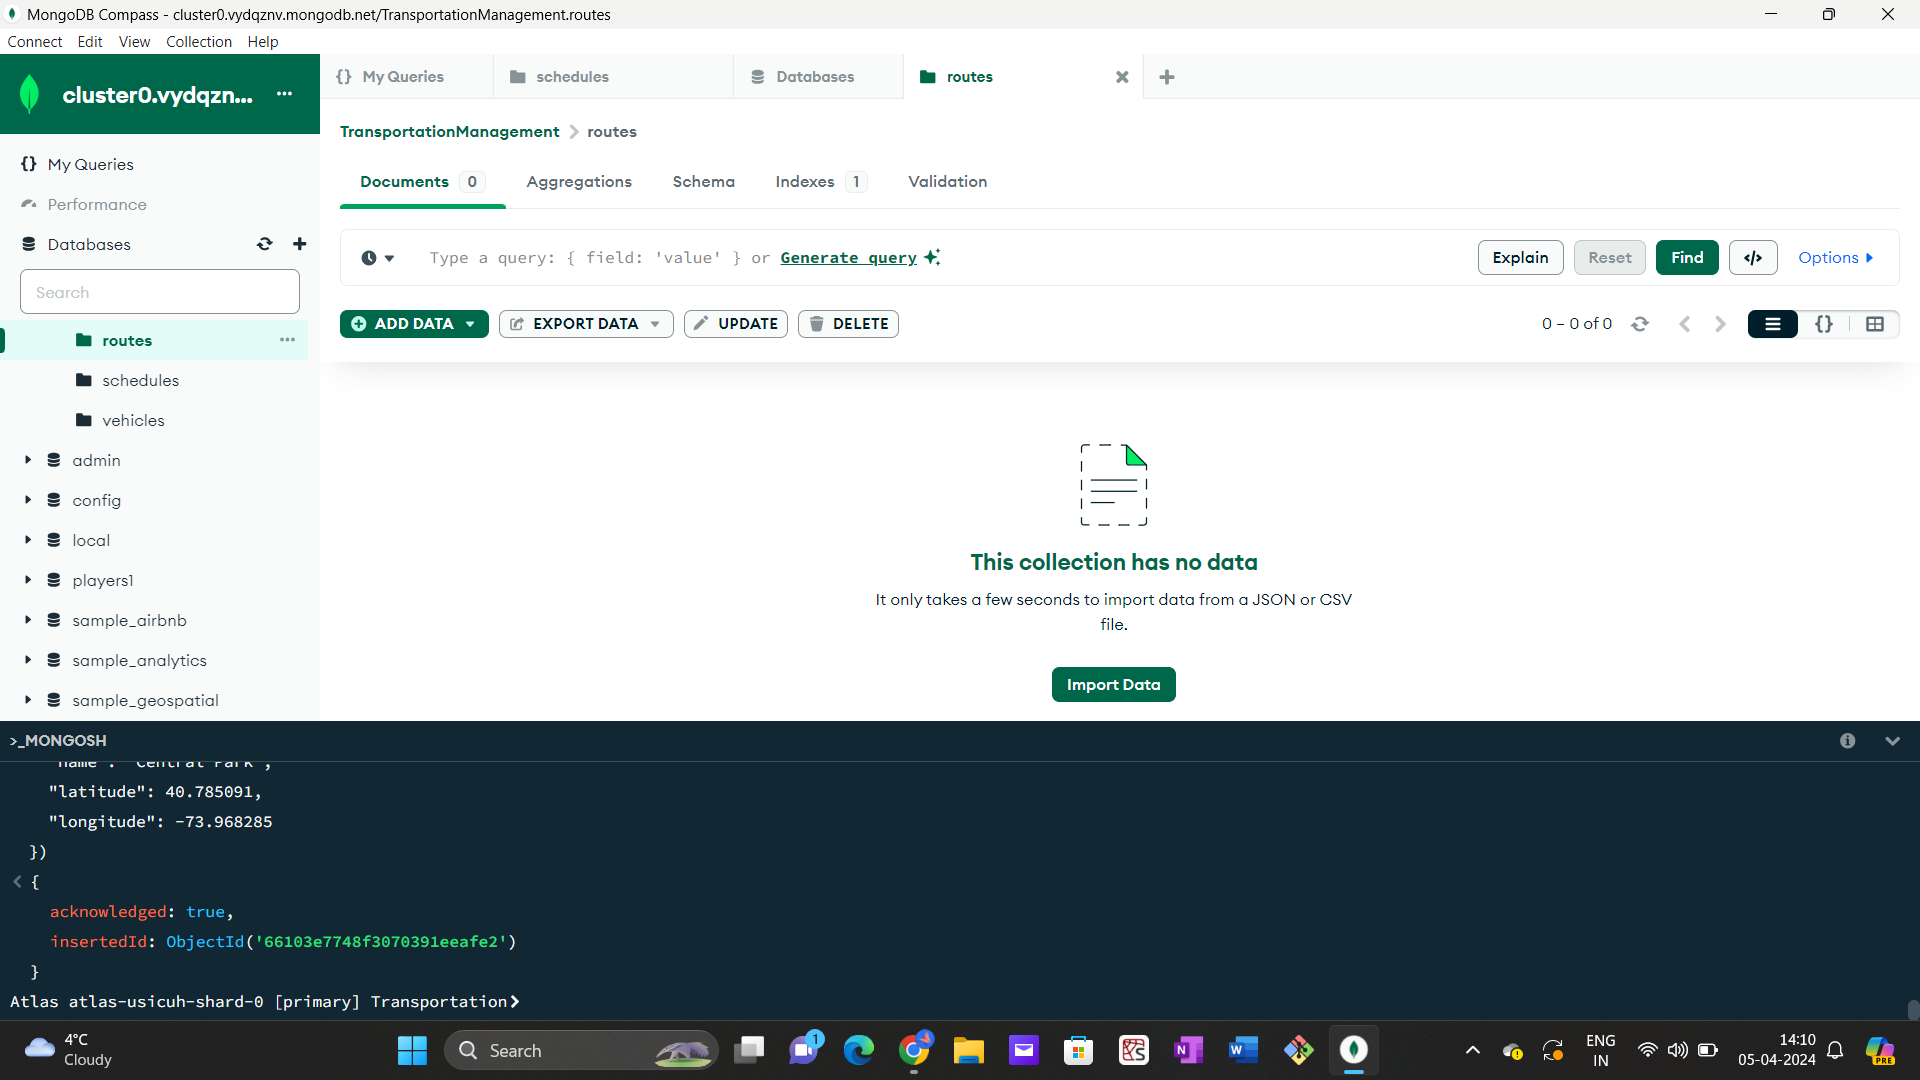 MongoDB Compass - cluster0.vydqznv.mongodb.net/TransportationManagement.routes
Connect Edit View Collection Help
cluster0.vydqzn... ...
{} My Queries
schedules
Databases
routes
TransportationManagement > routes
My Queries
Performance
Databases
Search
routes
schedules
vehicles
admin
config
local
players1
sample_airbnb
sample_analytics
sample_geospatial
Documents 0 Aggregations Schema Indexes 1 Validation
Type a query: { field: 'value' } or Generate query
Explain Reset Find </> Options
ADD DATA EXPORT DATA UPDATE DELETE
0 – 0 of 0
{}
This collection has no data
It only takes a few seconds to import data from a JSON or CSV
file.
Import Data
>_MONGOSH
"name": "Central Park",
"latitude": 40.785091,
"longitude": -73.968285
})
< {
acknowledged: true,
insertedId: ObjectId('66103e7748f3070391eeafe2')
}
Atlas atlas-usicuh-shard-0 [primary] Transportation>
4°C
Cloudy
Search
1
N
W
ENG
IN
14:10
05-04-2024
PRE